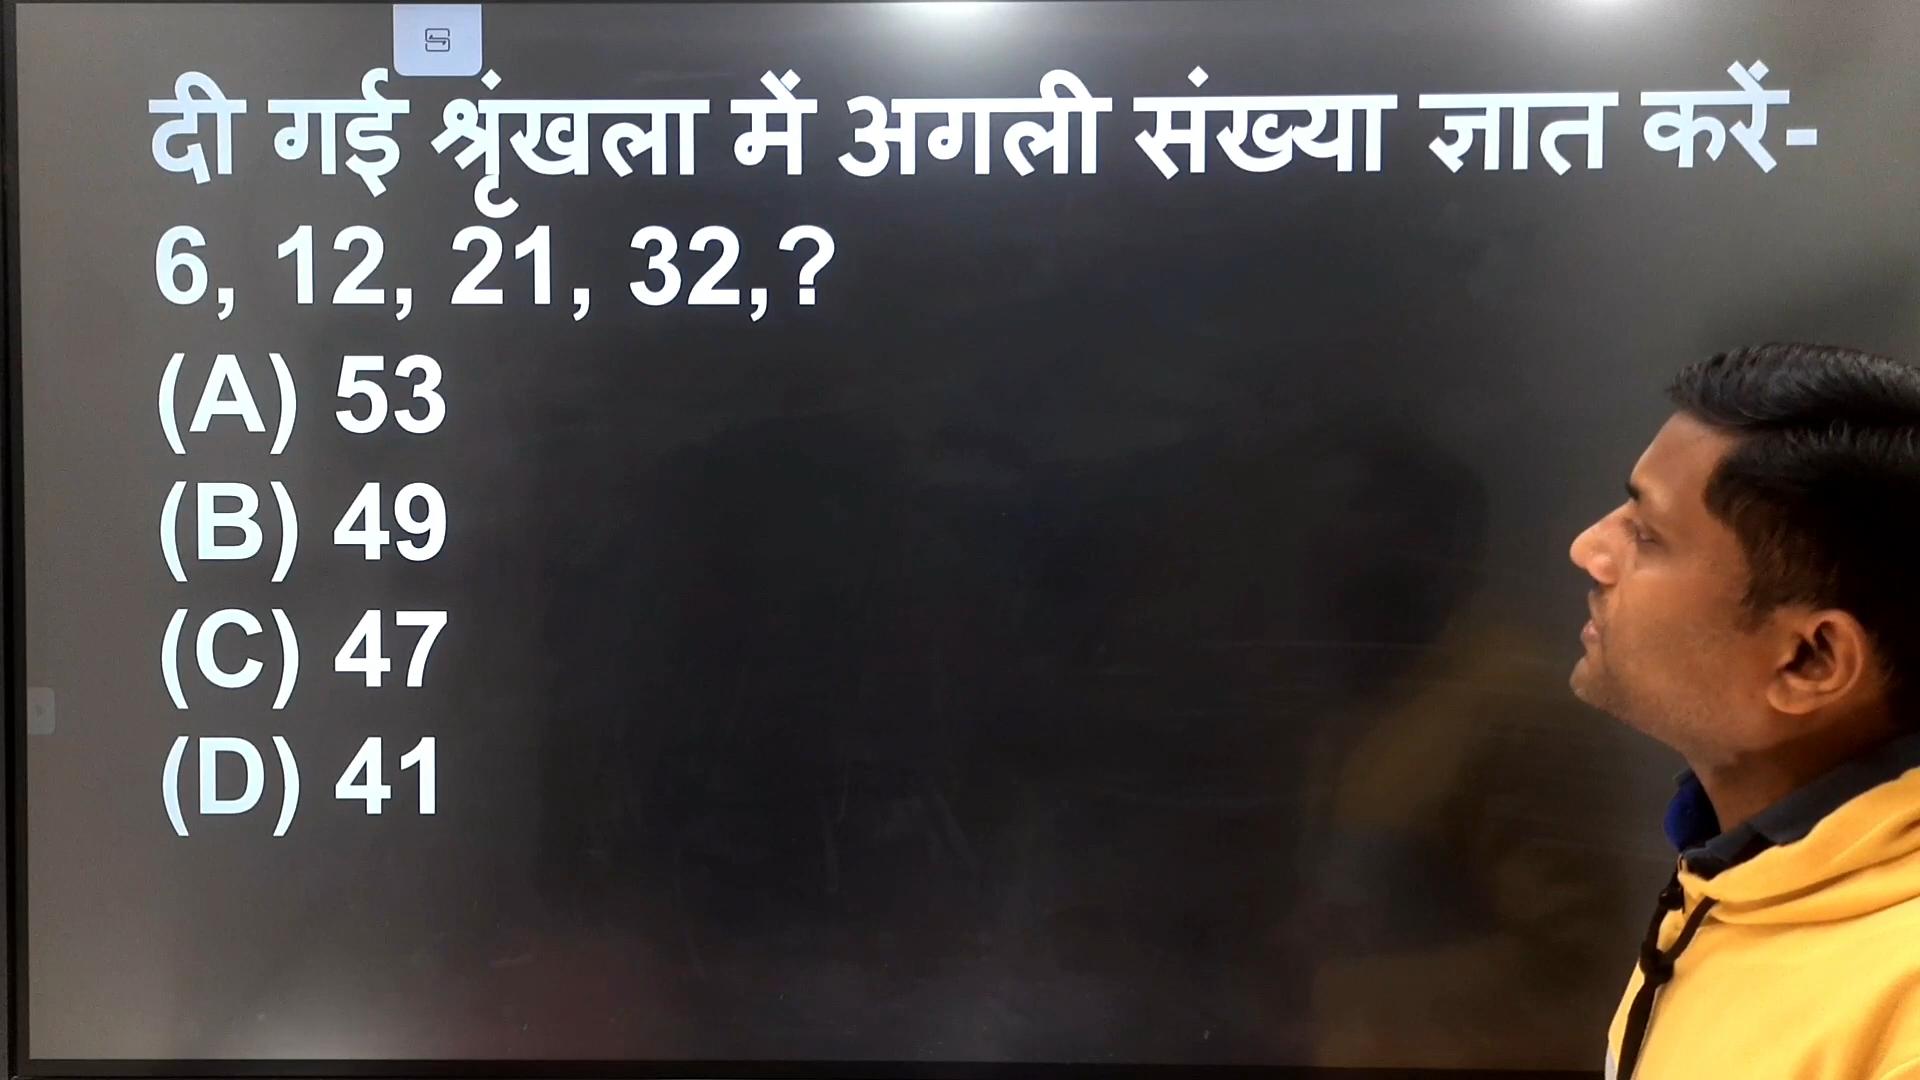 दी गई श्रृंखला में अगली संख्या ज्ञात करें-
6, 12, 21, 32,?
(A) 53
(B) 49
(C) 47
(D) 41